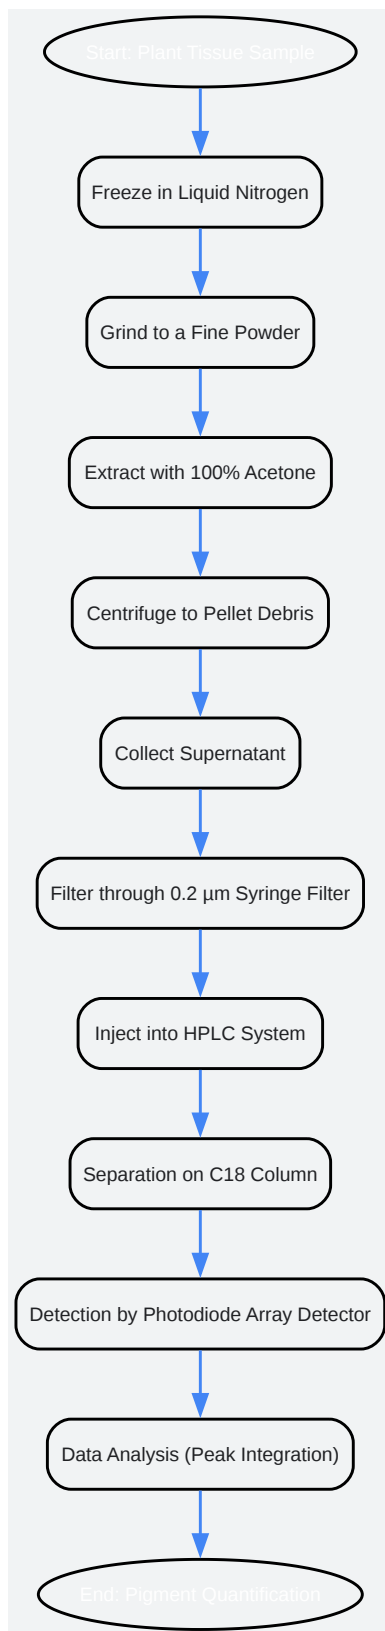 Start: Plant Tissue Sample
Freeze in Liquid Nitrogen
Grind to a Fine Powder
Extract with 100% Acetone
Centrifuge to Pellet Debris
Collect Supernatant
Filter through 0.2 µm Syringe Filter
Inject into HPLC System
Separation on C18 Column
Detection by Photodiode Array Detector
Data Analysis (Peak Integration)
End: Pigment Quantification